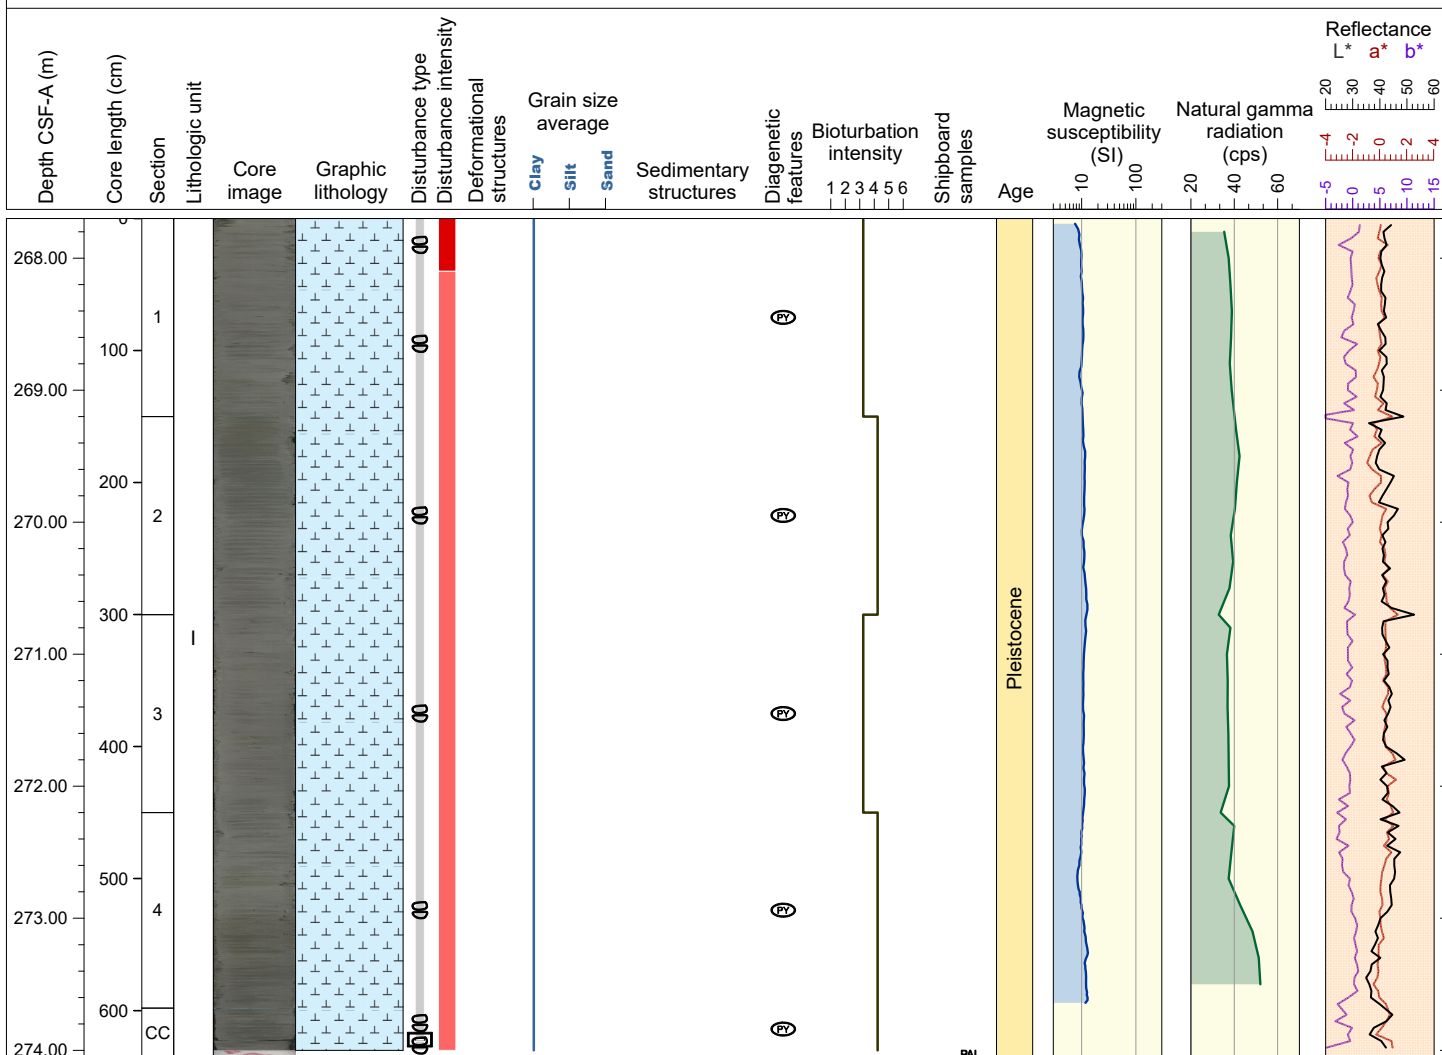 Depth CSF-A (m)
Core length (cm)
Section
Lithologic unit
Core
image
Graphic
lithology
Disturbance type
Disturbance intensity
Deformational
structures
Grain size
average
Clay
Silt
Sand
Sedimentary
structures
Diagenetic
features
Bioturbation
intensity
1 2 3 4 5 6
Shipboard
samples
Age
Magnetic
susceptibility
(SI)
10 100
Natural gamma
radiation
(cps)
20 40 60
Reflectance
L* a* b*
20 30 40 50 60
-4 -2 0 2 4
-5 0 5 10 15
0
268.00
1
PY
100
269.00
200
270.00
2
PY
300
I
271.00
Pleistocene
3
PY
400
272.00
500
273.00
4
PY
600
CC
PY
274.00
PAL